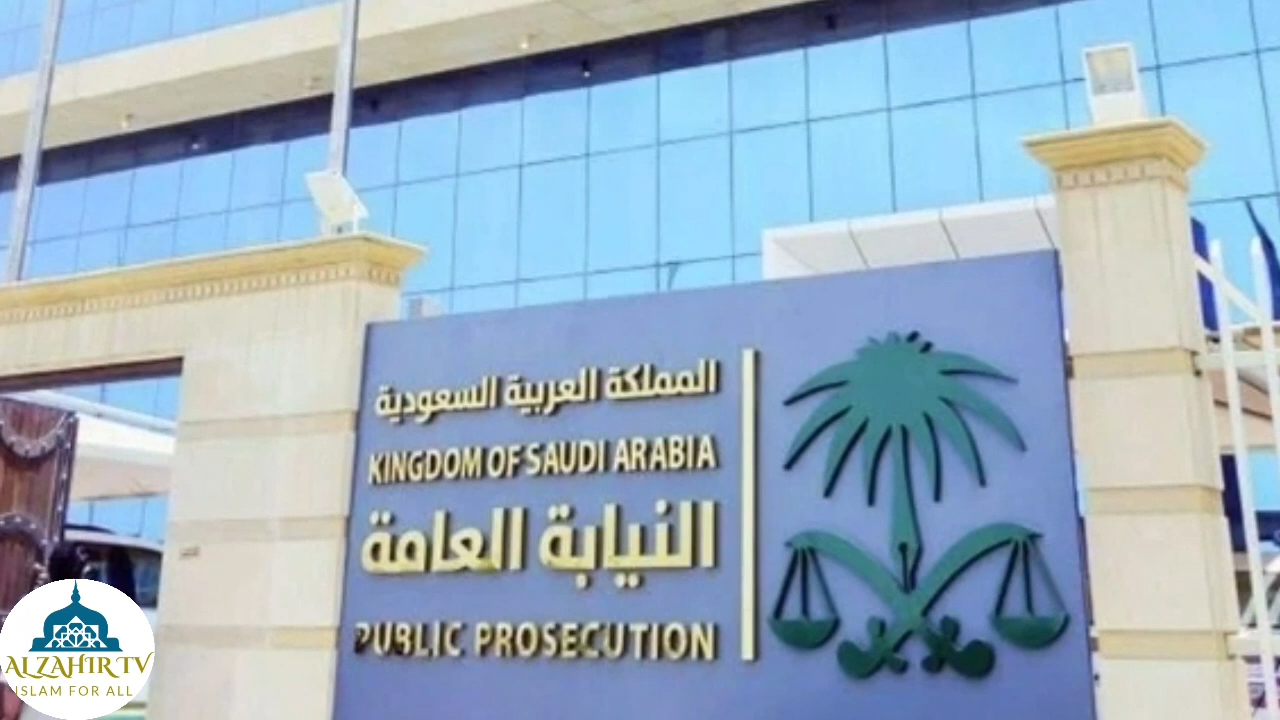 المملكة العربية السعودية
KINGDOM OF SAUDI ARABIA
النيابة العامة
PUBLIC PROSECUTION
ALZAHIR TV
ISLAM FOR ALL